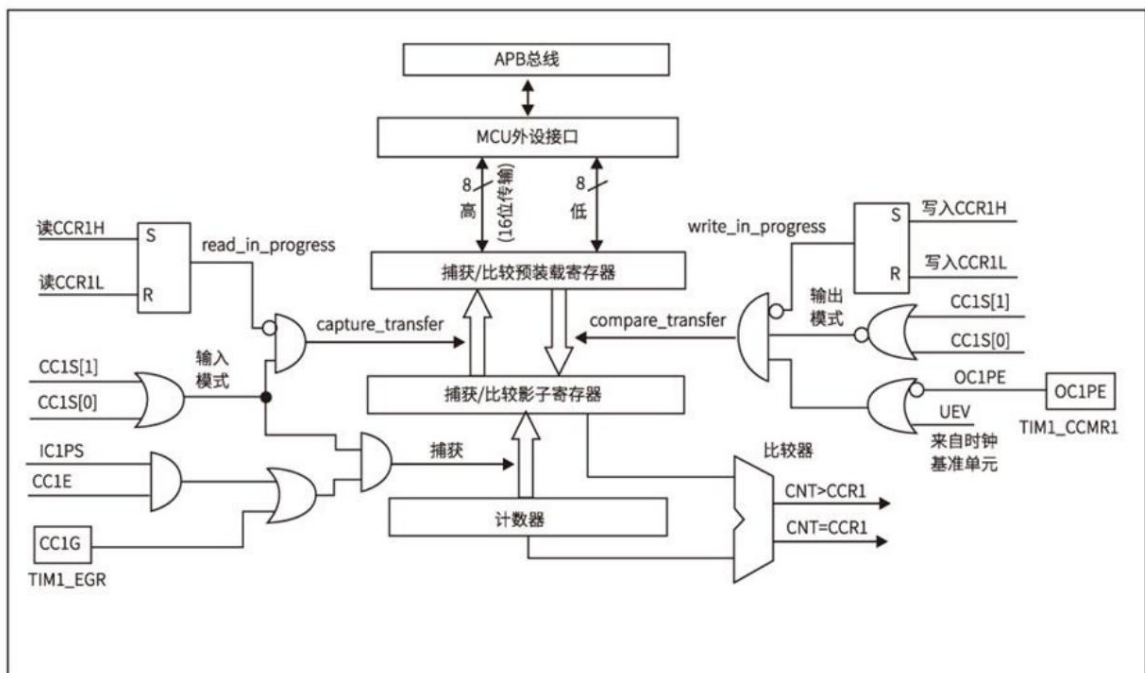 APB总线
MCU外设接口
8
高
(16位传输)
8
低
读CCR1H
S
read_in_progress
读CCR1L
R
write_in_progress
S
写入CCR1H
R
写入CCR1L
捕获/比较预装载寄存器
capture_transfer
compare_transfer
输出
模式
CC1S[1]
CC1S[0]
CC1S[1]
输入
模式
CC1S[0]
捕获/比较影子寄存器
OC1PE
OC1PE
UEV
TIM1_CCMR1
来自时钟
基准单元
IC1PS
CC1E
捕获
比较器
CNT>CCR1
CNT=CCR1
计数器
CC1G
TIM1_EGR